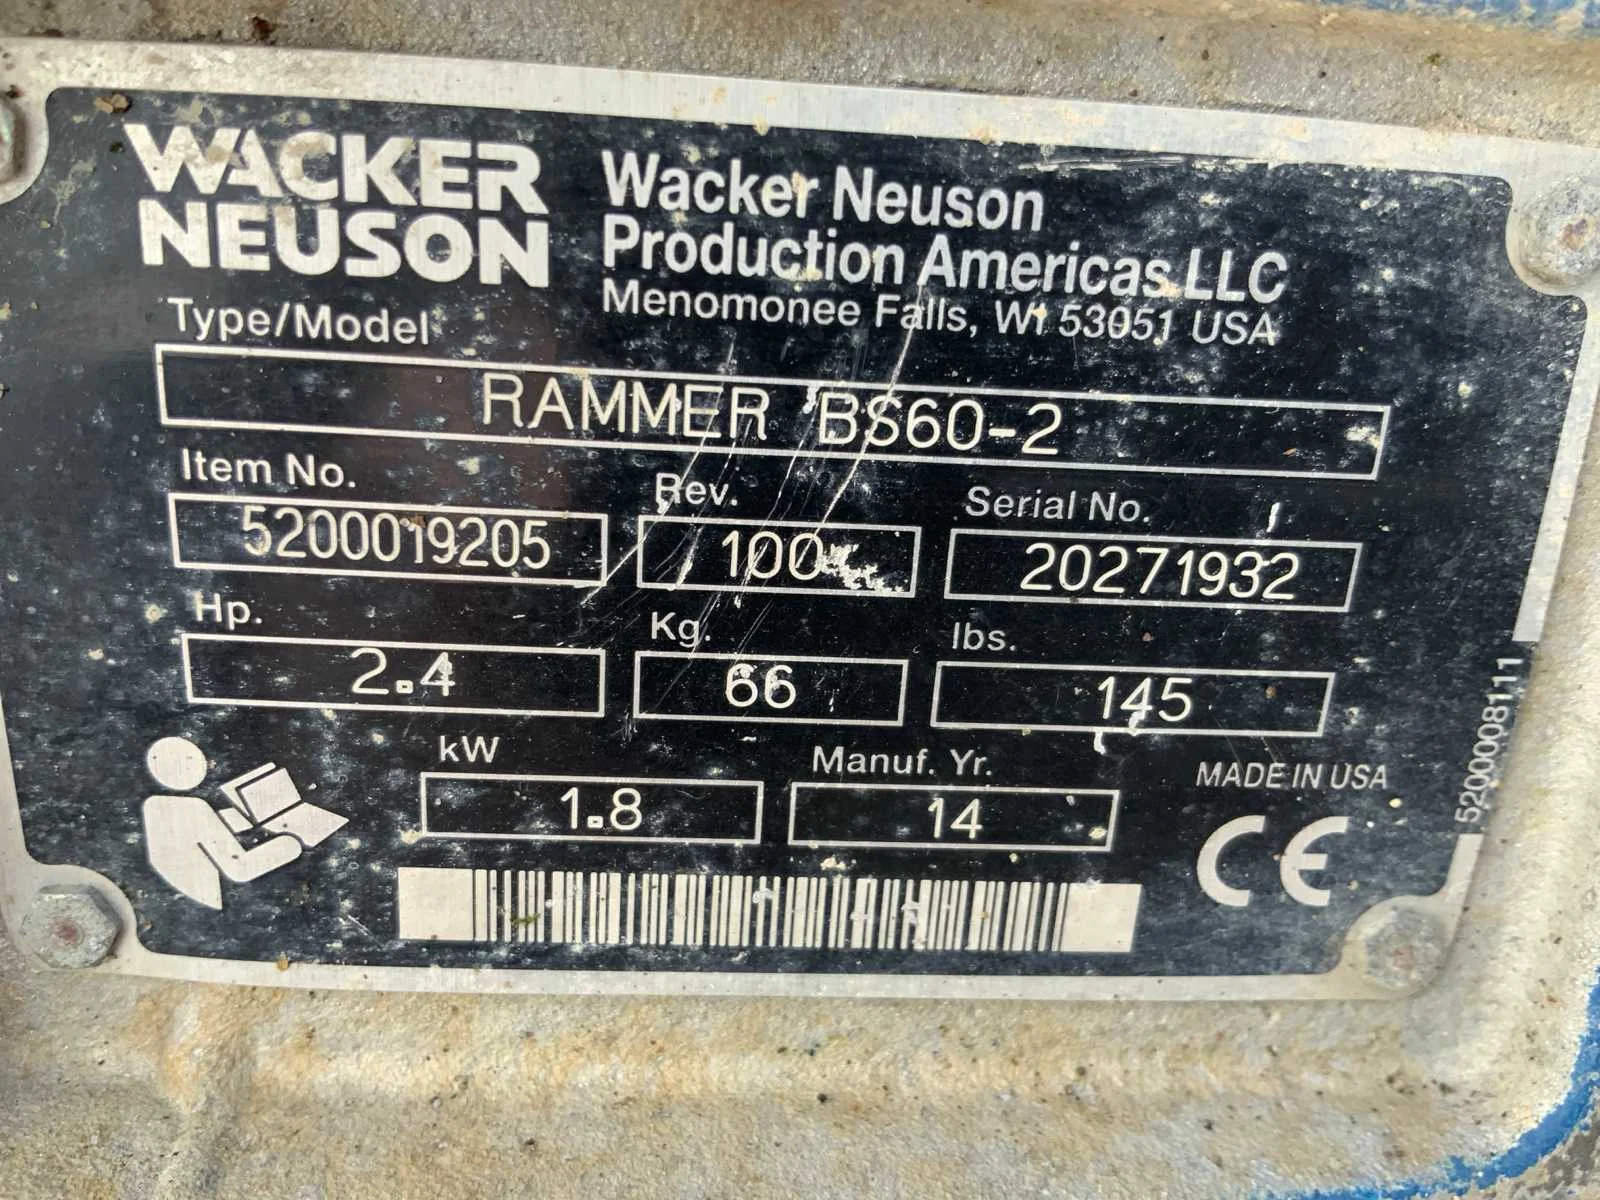 WACKER
NEUSON
Wacker Neuson
Production Americas LLC
Menomonee Falls, WI 53051 USA
Type/Model
RAMMER BS60-2
Item No.
5200019205
Rev.
100
Serial No.
20271932
Hp.
2.4
Kg.
66
lbs.
145
kW
1.8
Manuf. Yr.
14
MADE IN USA
CE
5200008111